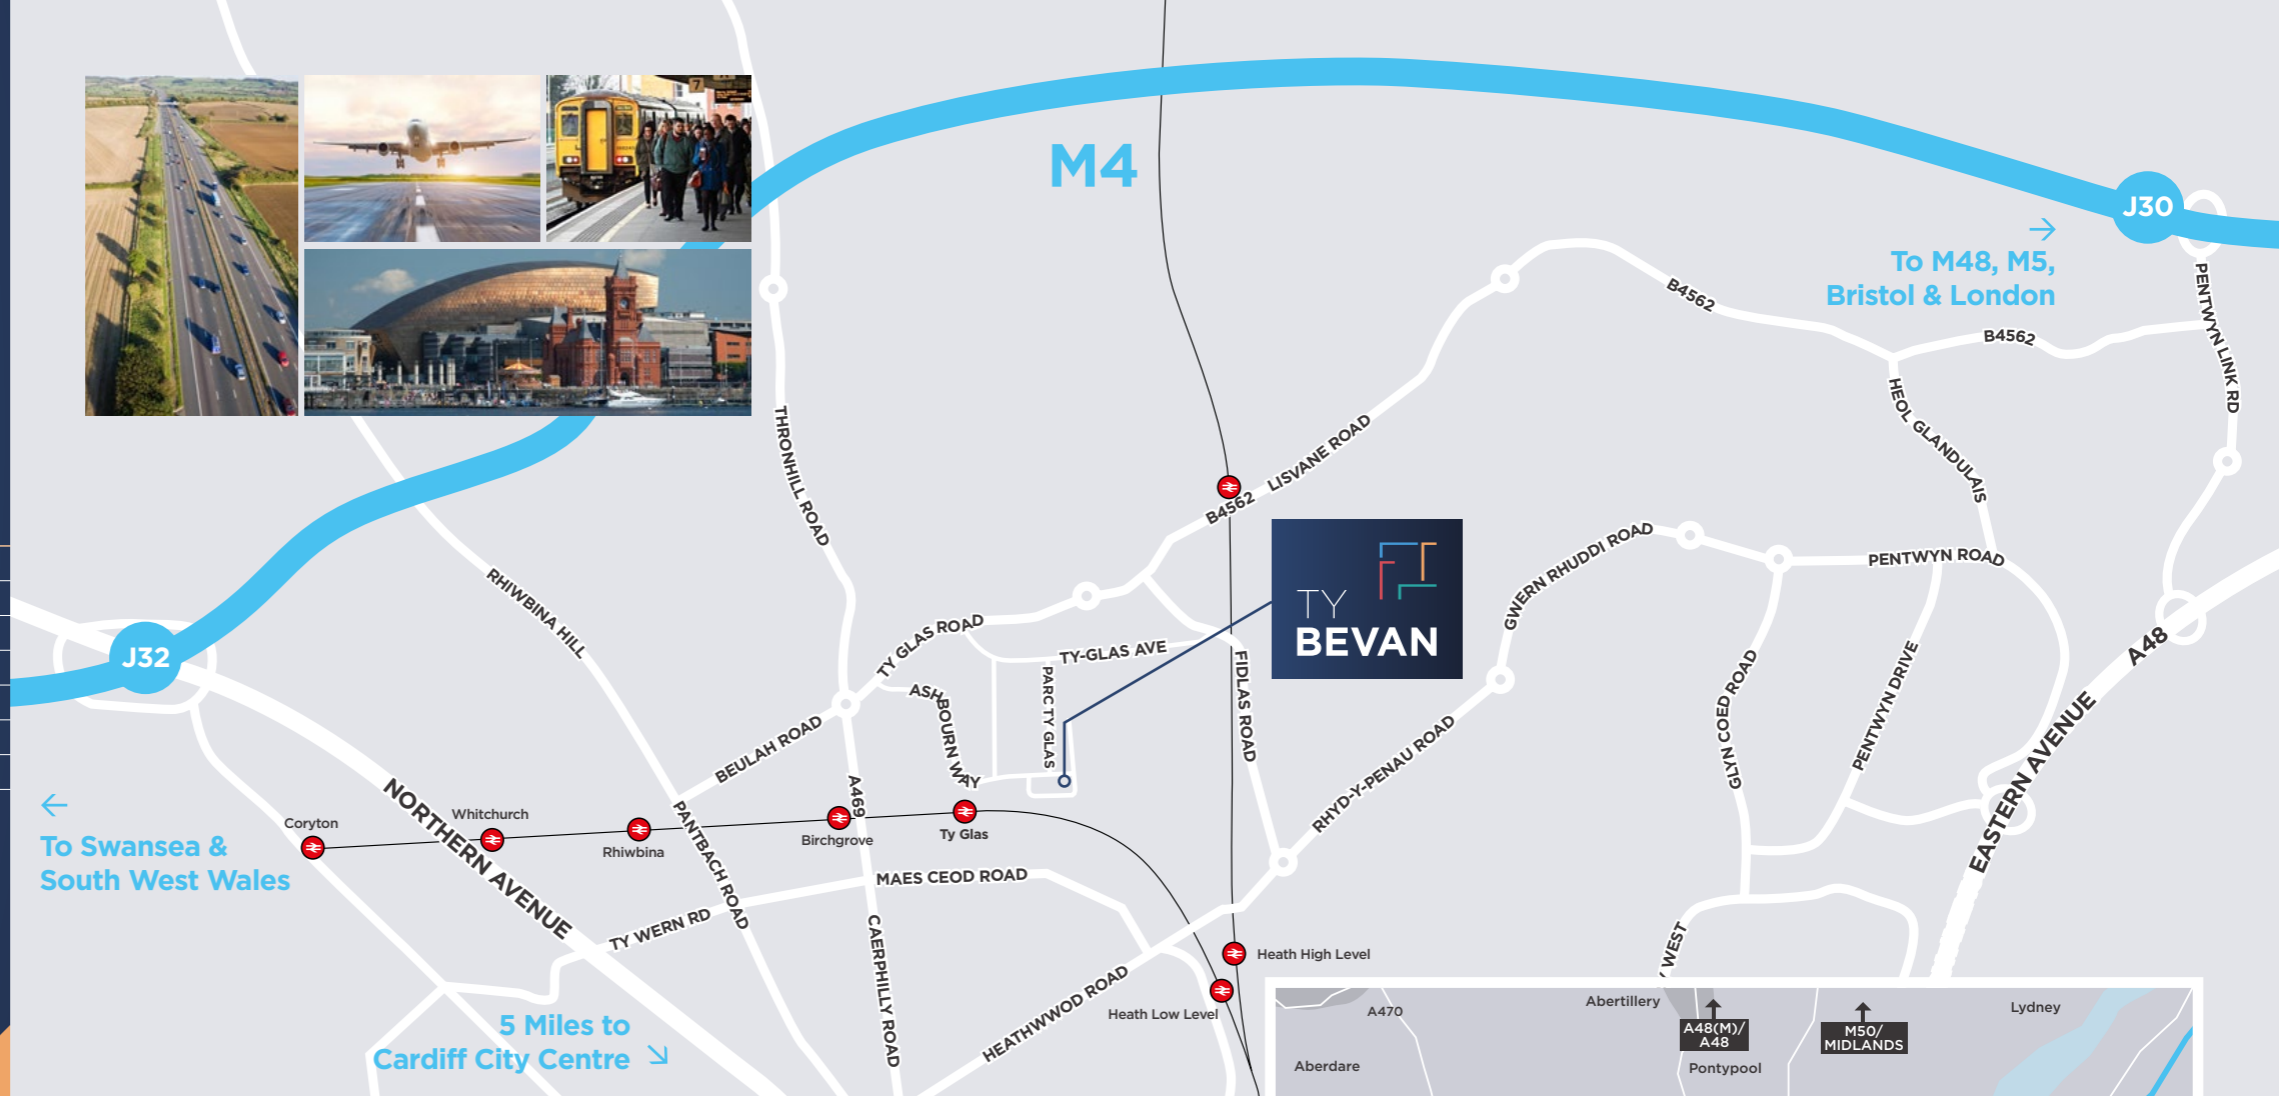 7
M4
J30
To M48, M5,
Bristol & London
PENTWYN LINK RD
B4562
B4562
HEOL GLANDULAIS
THRONHILL ROAD
LISVANE ROAD
B4562
TY
BEVAN
GWERN RHUDDI ROAD
PENTWYN ROAD
RHIWBINA HILL
TY GLAS ROAD
TY-GLAS AVE
J32
ASHBOURN WAY
PARC TY GLAS
FIDLAS ROAD
GLYN COED ROAD
PENTWYN DRIVE
A48
EASTERN AVENUE
BEULAH ROAD
RHYD-Y-PENAU ROAD
A469
NORTHERN AVENUE
Coryton
Whitchurch
Rhiwbina
Birchgrove
Ty Glas
To Swansea &
South West Wales
PANTBACH ROAD
MAES CEOD ROAD
TY WERN RD
CAERPHILLY ROAD
HEATHWWOD ROAD
Heath High Level
Heath Low Level
WEST
5 Miles to
Cardiff City Centre
A470
Abertillery
A48(M)/
A48
M50/
MIDLANDS
Lydney
Aberdare
Pontypool